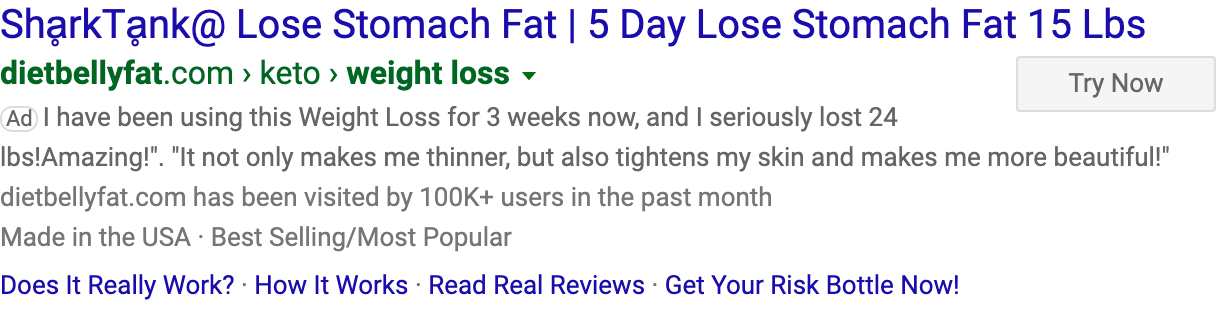 ShḁrkTḁnk@ Lose Stomach Fat | 5 Day Lose Stomach Fat 15 Lbs
dietbellyfat.com › keto › weight loss
Try Now
Ad I have been using this Weight Loss for 3 weeks now, and I seriously lost 24
lbs!Amazing!". "It not only makes me thinner, but also tightens my skin and makes me more beautiful!"
dietbellyfat.com has been visited by 100K+ users in the past month
Made in the USA · Best Selling/Most Popular
Does It Really Work? · How It Works · Read Real Reviews · Get Your Risk Bottle Now!